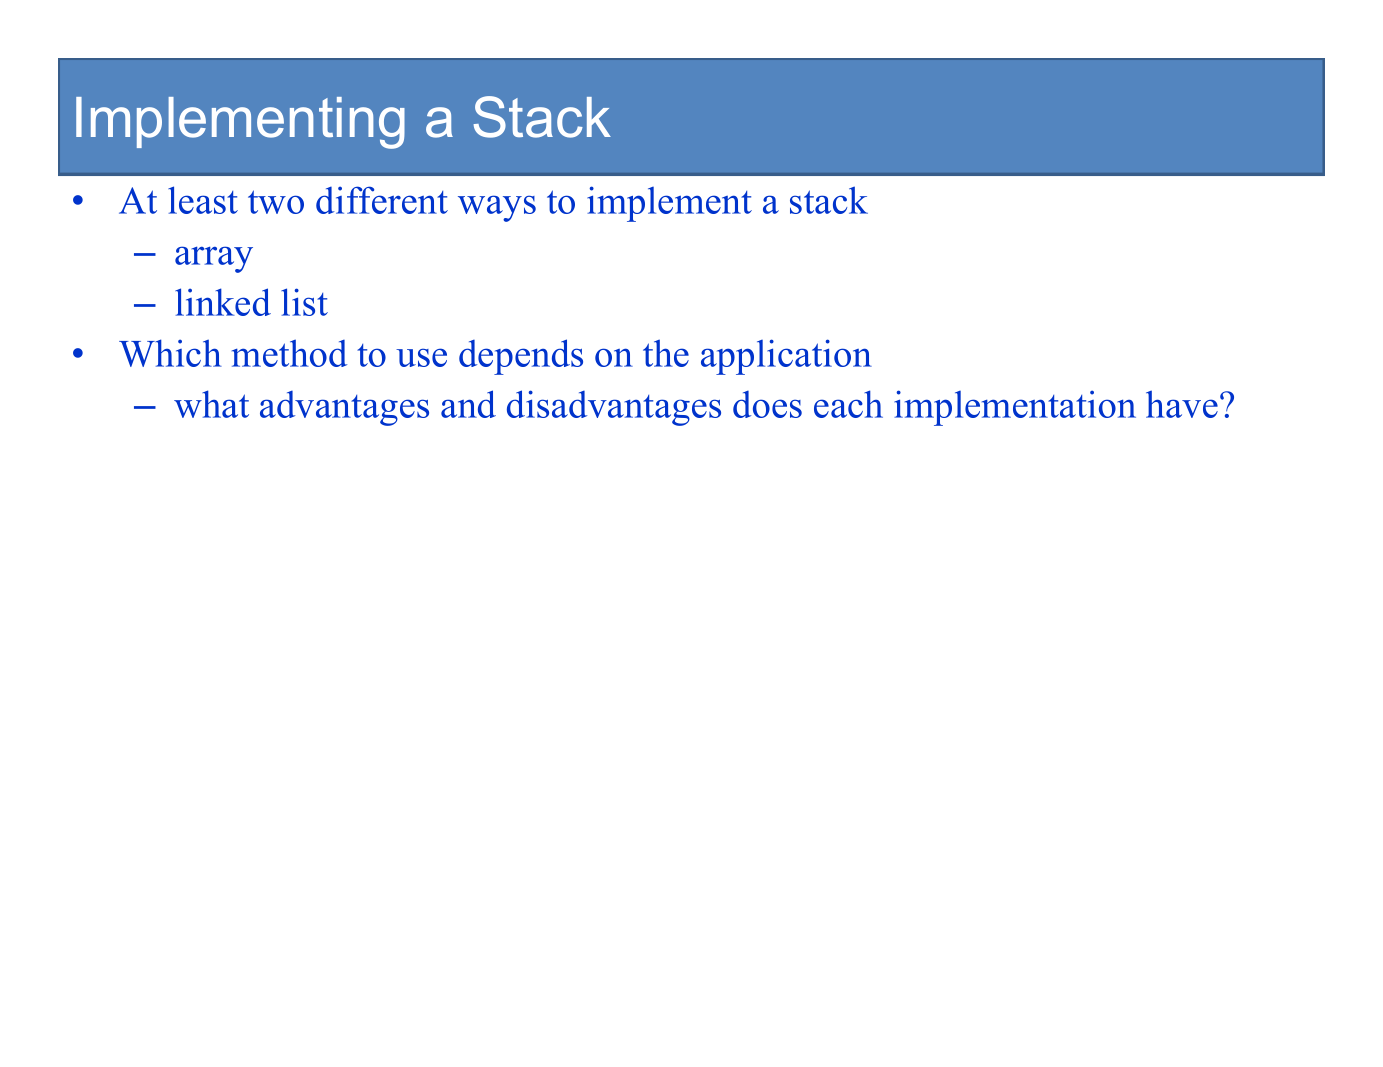 Implementing a Stack
• At least two different ways to implement a stack
– array
– linked list
• Which method to use depends on the application
– what advantages and disadvantages does each implementation have?